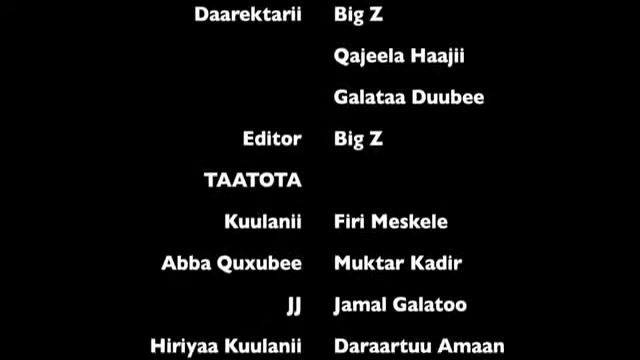 Daarektarii Big Z
Qajeela Haajii
Galataa Duubee
Editor Big Z
TAATOTA
Kuulanii Firi Meskele
Abba Quxubee Muktar Kadir
JJ Jamal Galatoo
Hiriyaa Kuulanii Daraartuu Amaan